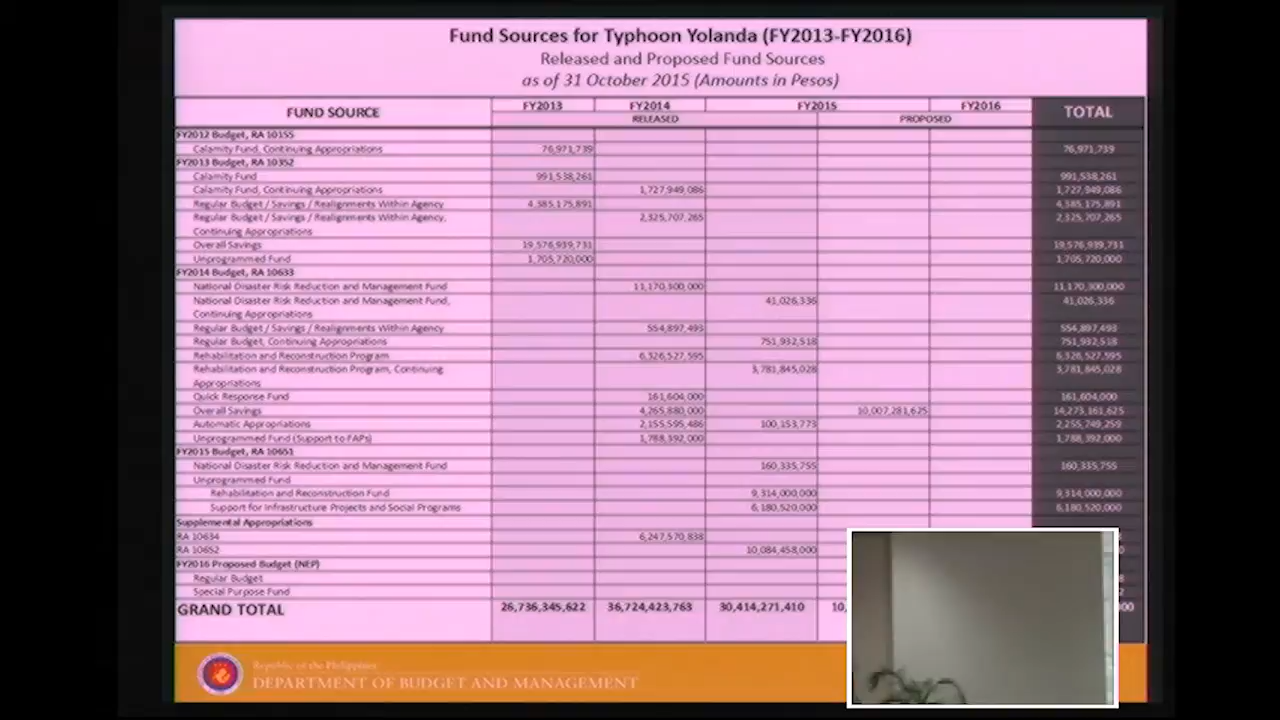 Fund Sources for Typhoon Yolanda (FY2013-FY2016)
Released and Proposed Fund Sources
as of 31 October 2015 (Amounts in Pesos)
FUND SOURCE FY2013 FY2014 FY2015 FY2016 TOTAL
RELEASED PROPOSED
FY2012 Budget, RA 10155
Calamity Fund, Continuing Appropriations 76,971,739 76,971,739
FY2013 Budget, RA 10352
Calamity Fund 991,538,261 991,538,261
Calamity Fund, Continuing Appropriations 1,727,949,086 1,727,949,086
Regular Budget / Savings / Realignments Within Agency 4,385,175,891 4,385,175,891
Regular Budget / Savings / Realignments Within Agency, 2,325,707,265 2,325,707,265
Continuing Appropriations
Overall Savings 19,576,939,731 19,576,939,731
Unprogrammed Fund 1,705,720,000 1,705,720,000
FY2014 Budget, RA 10633
National Disaster Risk Reduction and Management Fund 11,170,300,000 11,170,300,000
National Disaster Risk Reduction and Management Fund, 41,026,336 41,026,336
Continuing Appropriations
Regular Budget / Savings / Realignments Within Agency 554,897,493 554,897,493
Regular Budget, Continuing Appropriations 751,932,518 751,932,518
Rehabilitation and Reconstruction Program 6,326,527,595 6,326,527,595
Rehabilitation and Reconstruction Program, Continuing 3,781,845,028 3,781,845,028
Appropriations
Quick Response Fund 161,604,000 161,604,000
Overall Savings 4,265,880,000 10,007,281,625 14,273,161,625
Automatic Appropriations 2,155,595,486 100,153,773 2,255,749,259
Unprogrammed Fund (Support to FAPs) 1,788,392,000 1,788,392,000
FY2015 Budget, RA 10651
National Disaster Risk Reduction and Management Fund 160,335,755 160,335,755
Unprogrammed Fund
Rehabilitation and Reconstruction Fund 9,314,000,000 9,314,000,000
Support for Infrastructure Projects and Social Programs 6,180,520,000 6,180,520,000
Supplemental Appropriations
RA 10634 6,247,570,838
RA 10652 10,084,458,000
FY2016 Proposed Budget (NEP)
Regular Budget
Special Purpose Fund
GRAND TOTAL 26,736,345,622 36,724,423,763 30,414,271,410 10,
Republic of the Philippines
DEPARTMENT OF BUDGET AND MANAGEMENT